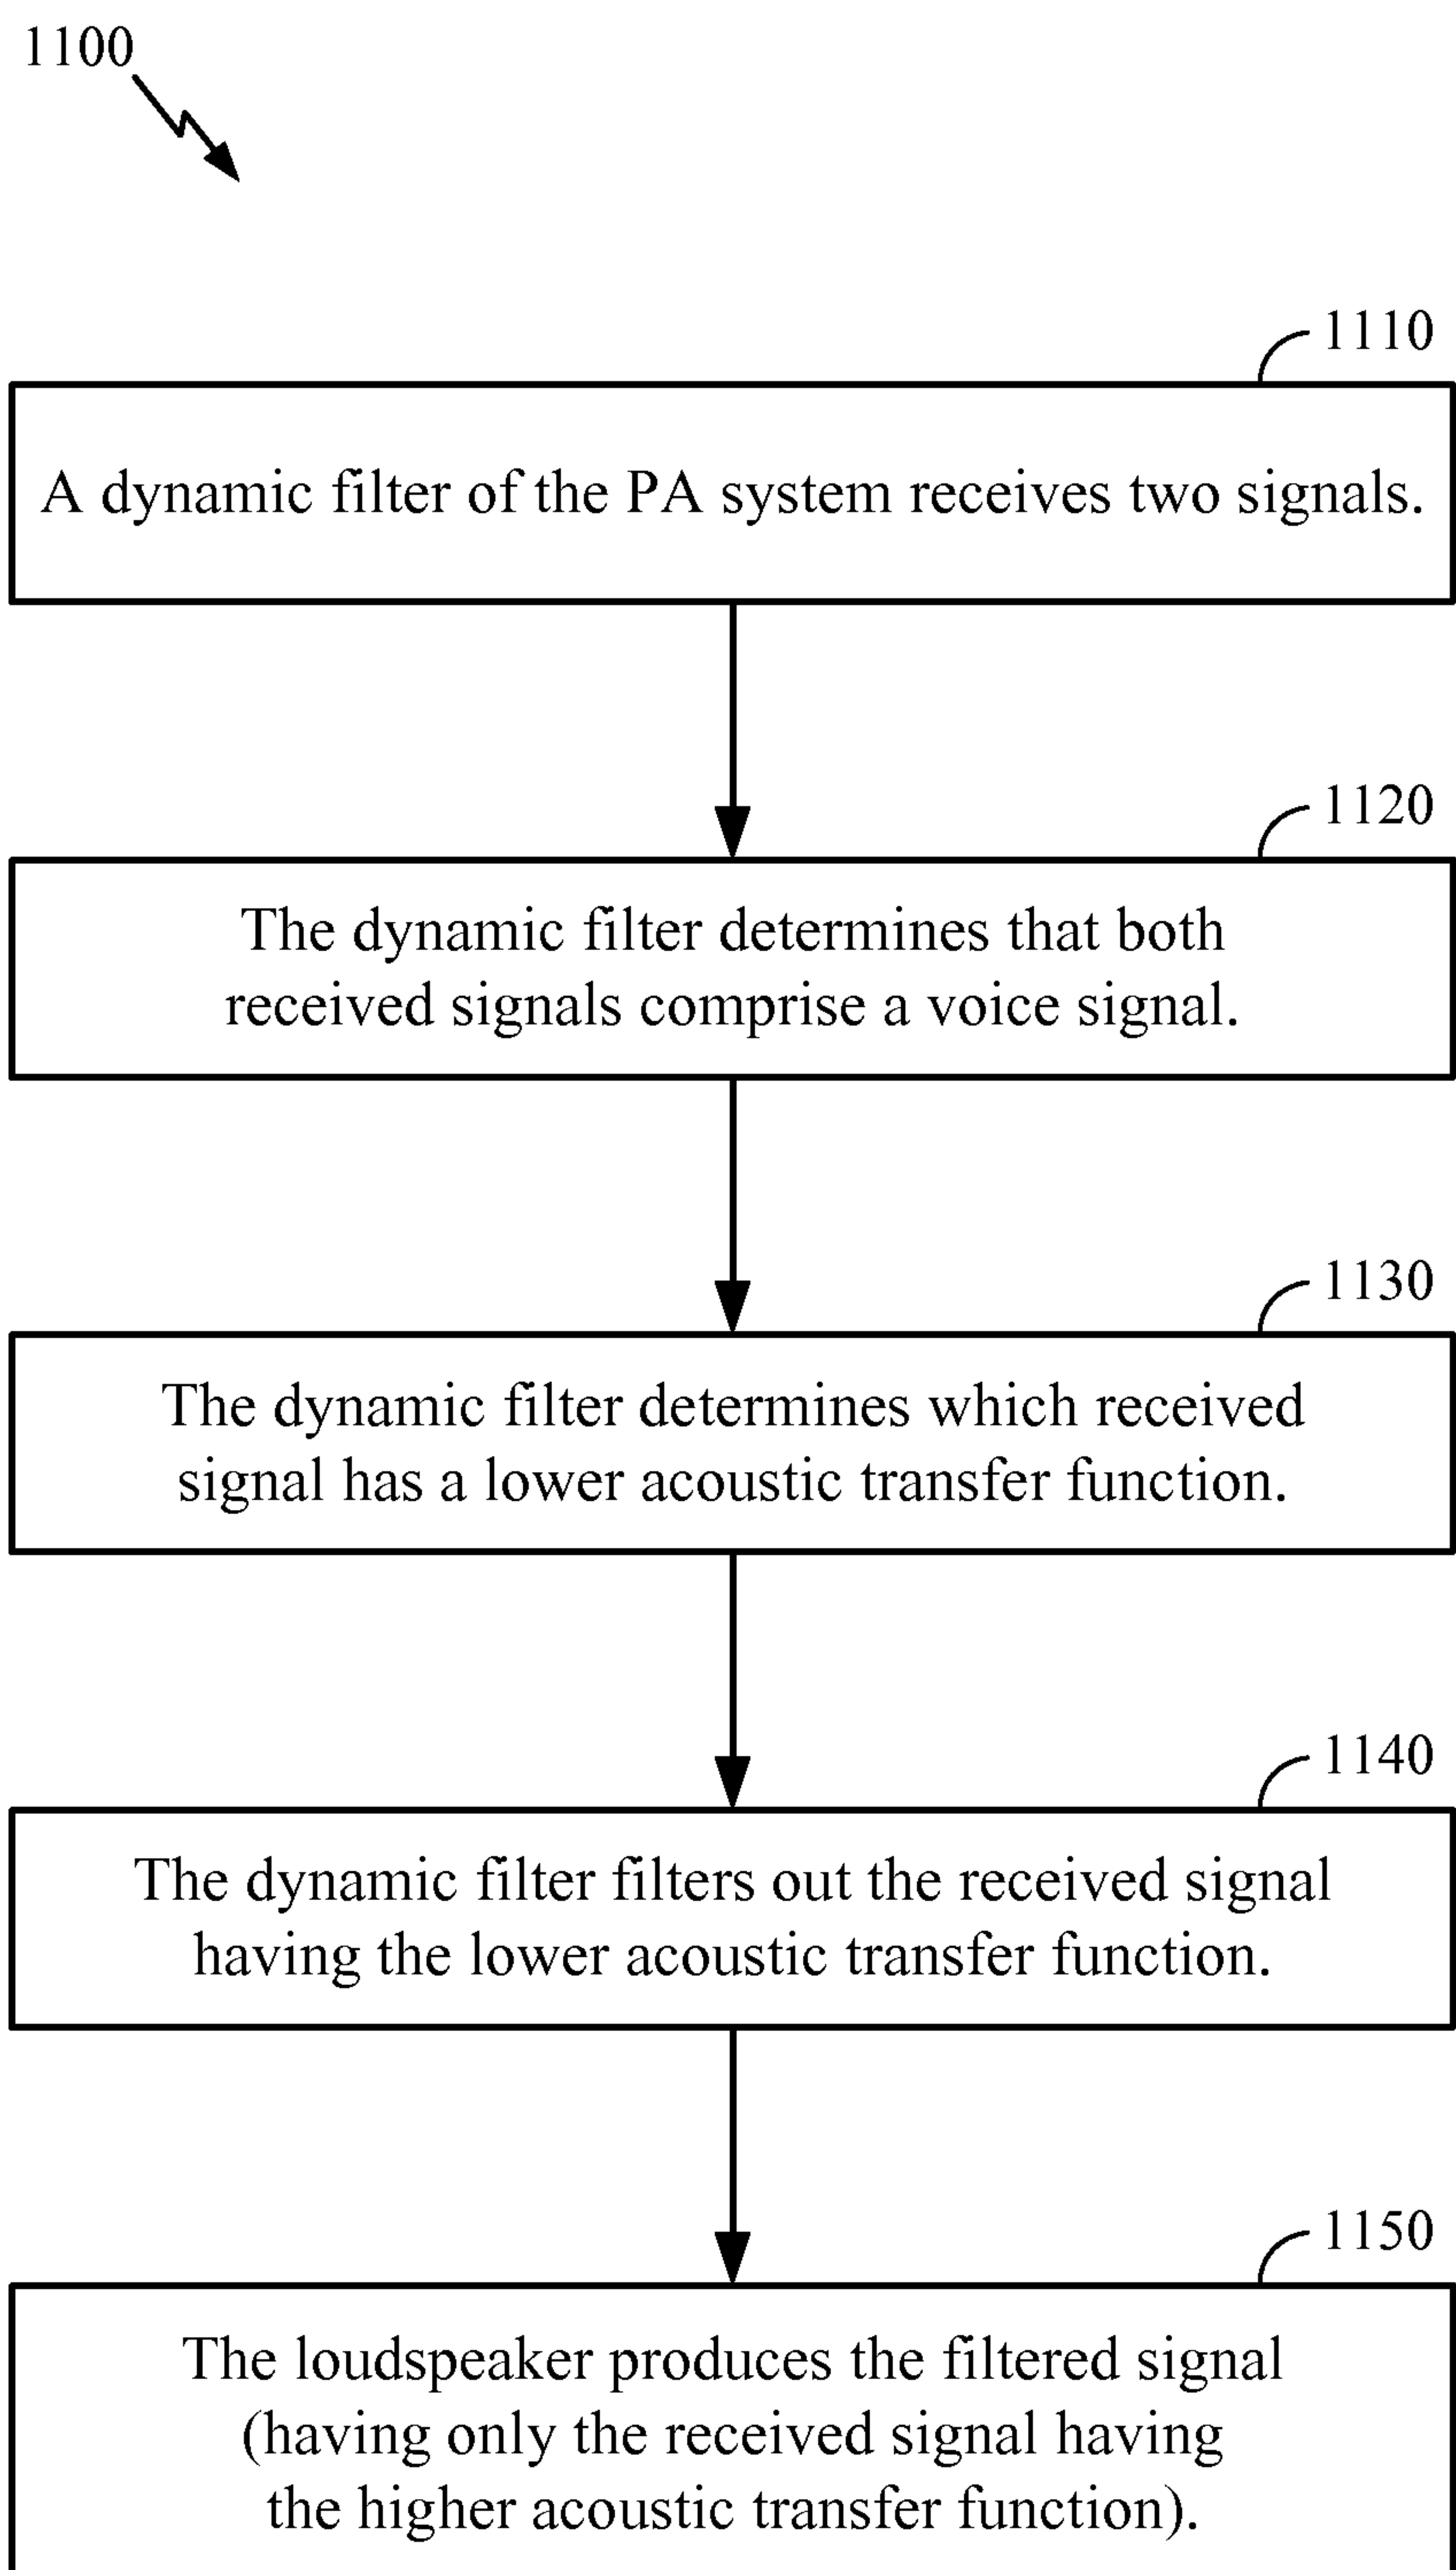 1100
1110
A dynamic filter of the PA system receives two signals.
1120
The dynamic filter determines that both
received signals comprise a voice signal.
1130
The dynamic filter determines which received
signal has a lower acoustic transfer function.
1140
The dynamic filter filters out the received signal
having the lower acoustic transfer function.
1150
The loudspeaker produces the filtered signal
(having only the received signal having
the higher acoustic transfer function).